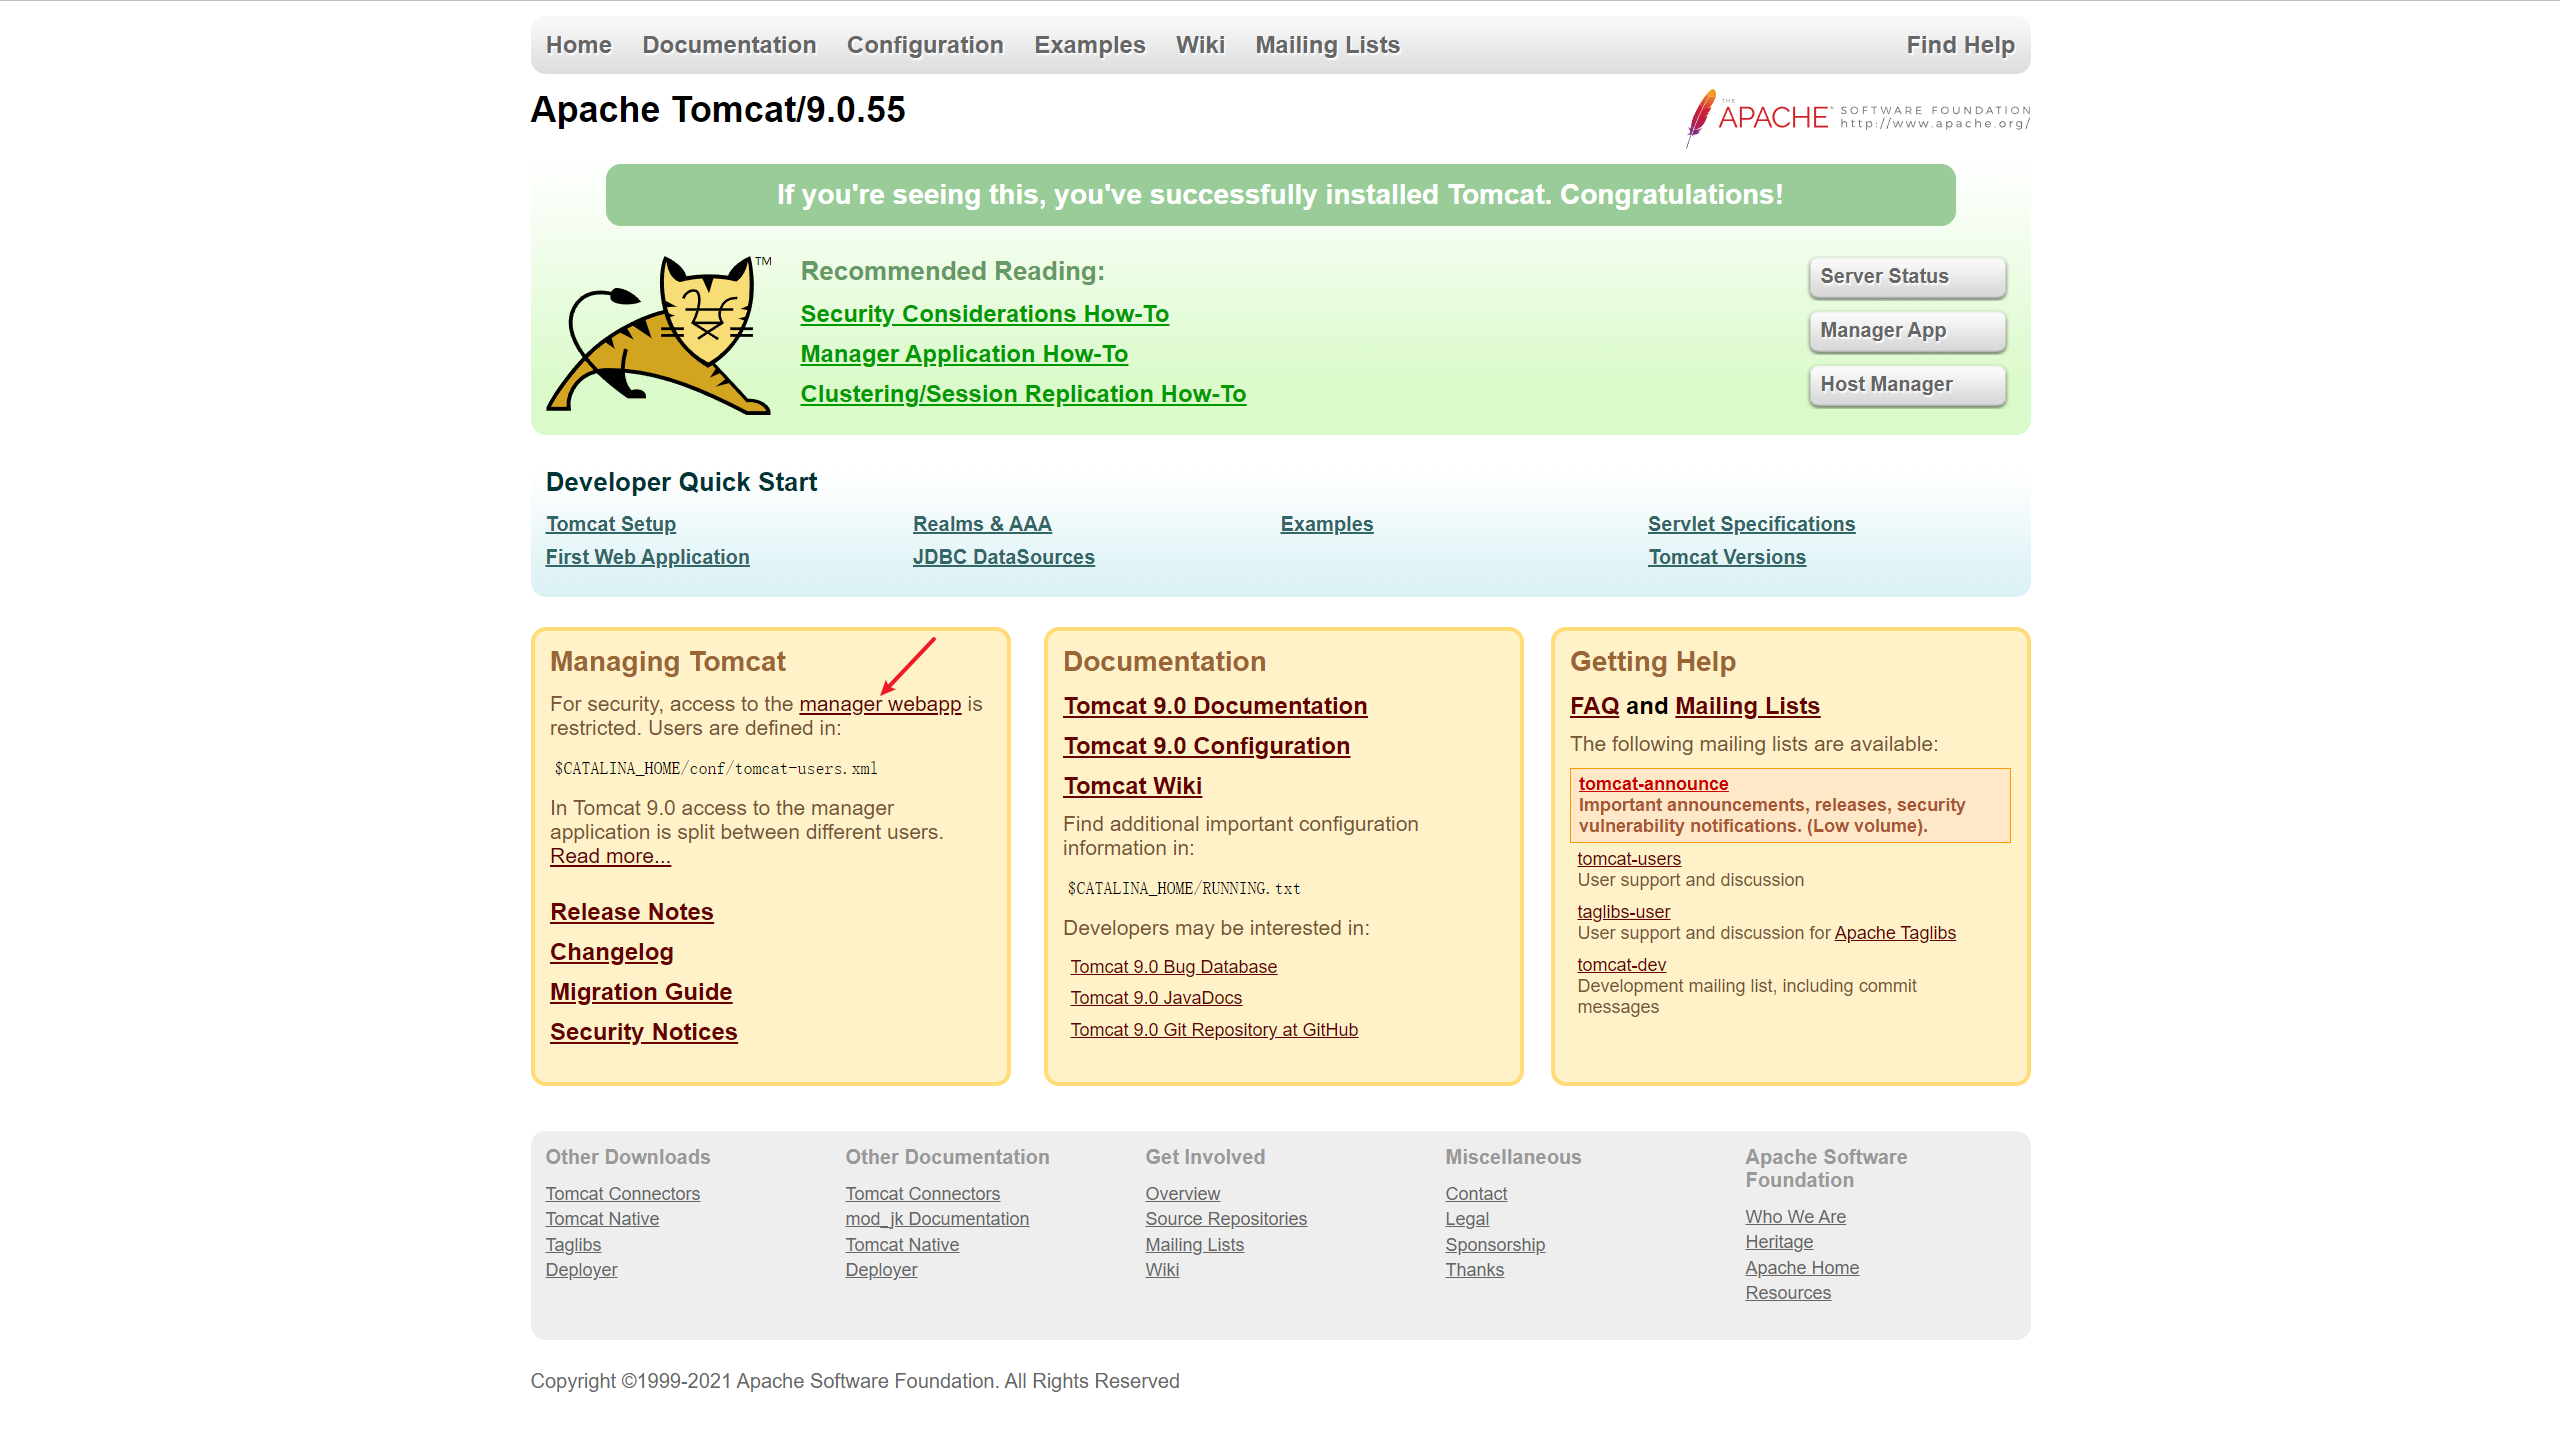 Home Documentation Configuration Examples Wiki Mailing Lists Find Help
Apache Tomcat/9.0.55
THE APACHE™ SOFTWARE FOUNDATION
http://www.apache.org/
If you're seeing this, you've successfully installed Tomcat. Congratulations!
TM
Recommended Reading:
Security Considerations How-To
Manager Application How-To
Clustering/Session Replication How-To
Server Status
Manager App
Host Manager
Developer Quick Start
Tomcat Setup
First Web Application
Realms & AAA
JDBC DataSources
Examples
Servlet Specifications
Tomcat Versions
Managing Tomcat
For security, access to the manager webapp is
restricted. Users are defined in:
$CATALINA_HOME/conf/tomcat-users.xml
In Tomcat 9.0 access to the manager
application is split between different users.
Read more...
Release Notes
Changelog
Migration Guide
Security Notices
Documentation
Tomcat 9.0 Documentation
Tomcat 9.0 Configuration
Tomcat Wiki
Find additional important configuration
information in:
$CATALINA_HOME/RUNNING.txt
Developers may be interested in:
Tomcat 9.0 Bug Database
Tomcat 9.0 JavaDocs
Tomcat 9.0 Git Repository at GitHub
Getting Help
FAQ and Mailing Lists
The following mailing lists are available:
tomcat-announce
Important announcements, releases, security
vulnerability notifications. (Low volume).
tomcat-users
User support and discussion
taglibs-user
User support and discussion for Apache Taglibs
tomcat-dev
Development mailing list, including commit
messages
Other Downloads
Tomcat Connectors
Tomcat Native
Taglibs
Deployer
Other Documentation
Tomcat Connectors
mod_jk Documentation
Tomcat Native
Deployer
Get Involved
Overview
Source Repositories
Mailing Lists
Wiki
Miscellaneous
Contact
Legal
Sponsorship
Thanks
Apache Software
Foundation
Who We Are
Heritage
Apache Home
Resources
Copyright ©1999-2021 Apache Software Foundation. All Rights Reserved